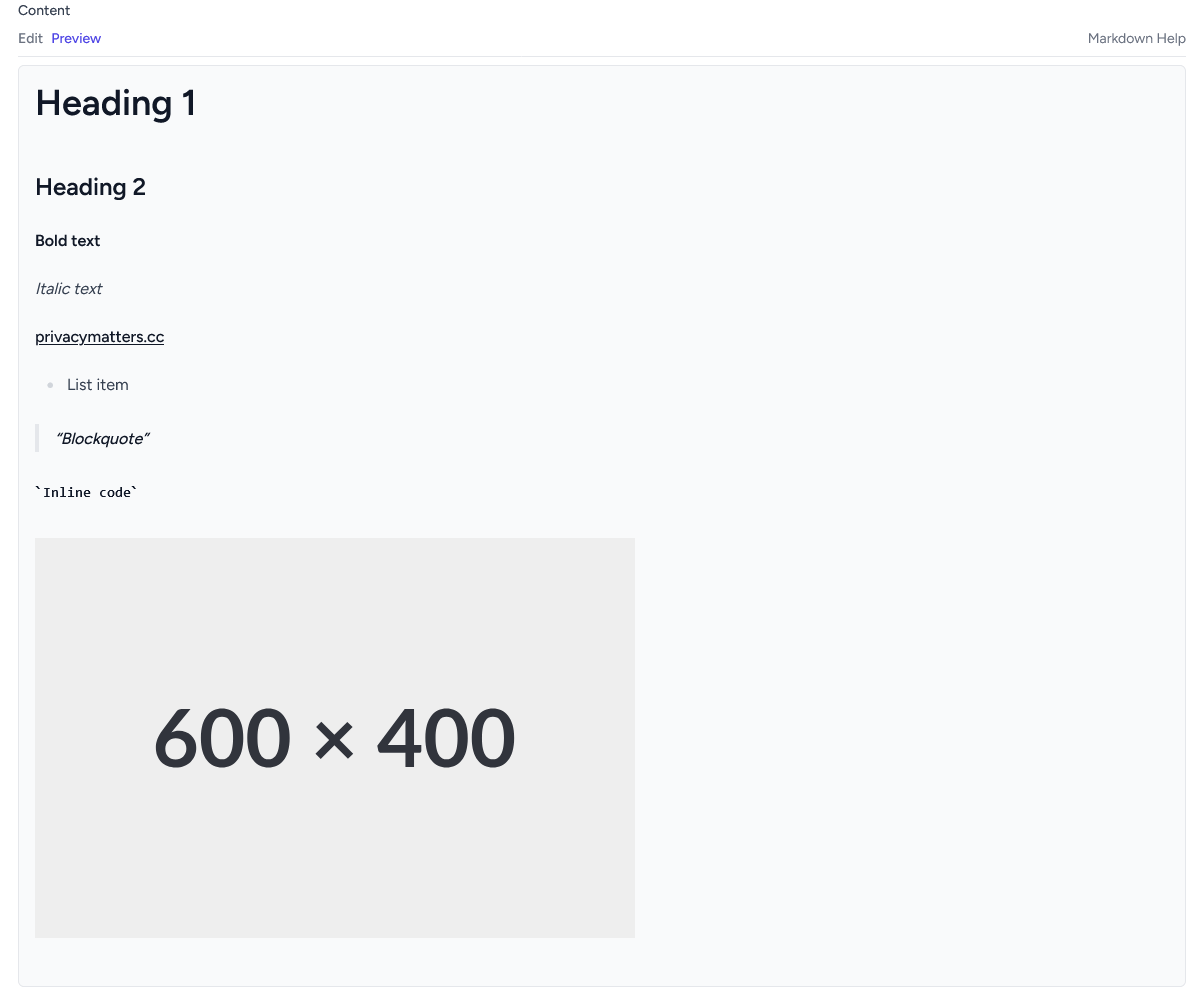 Content
Edit Preview Markdown Help
Heading 1
Heading 2
Bold text
Italic text
privacymatters.cc
List item
“Blockquote”
`Inline code`
600 × 400